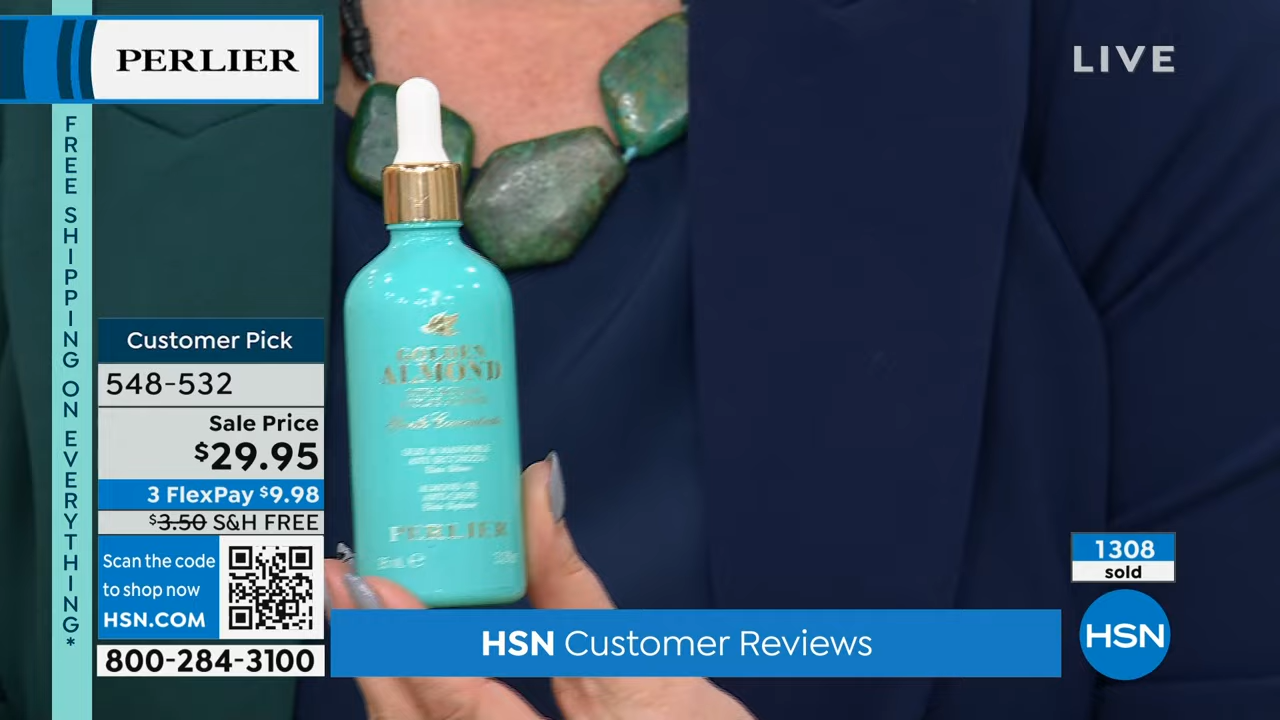 PERLIER
LIVE
FREE SHIPPING ON EVERYTHING*
Customer Pick
548-532
Sale Price
$29.95
3 FlexPay $9.98
$3.50 S&H FREE
Scan the code
to shop now
HSN.COM
800-284-3100
GOLDEN
ALMOND
PERLIER
1308
sold
HSN
HSN Customer Reviews